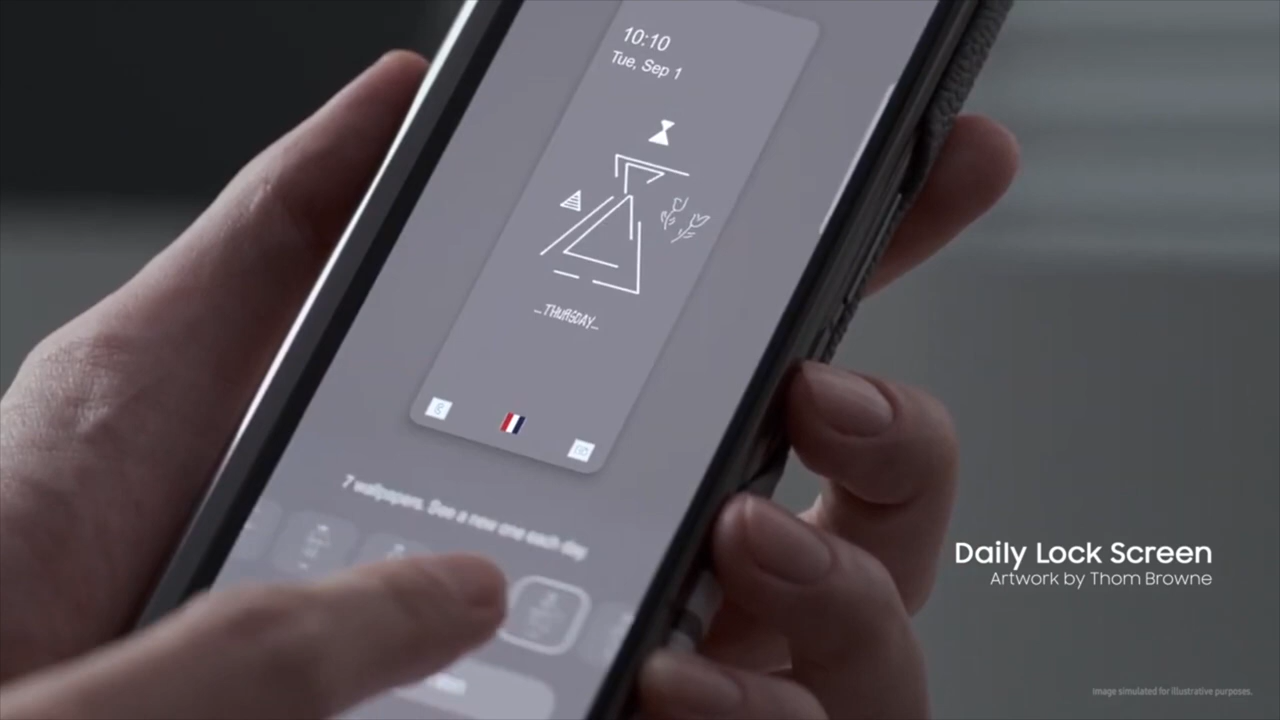 10:10
Tue, Sep 1
_THURSDAY_
7 wallpapers. See a new one each day
Daily Lock Screen
Artwork by Thom Browne
Image simulated for illustrative purposes.